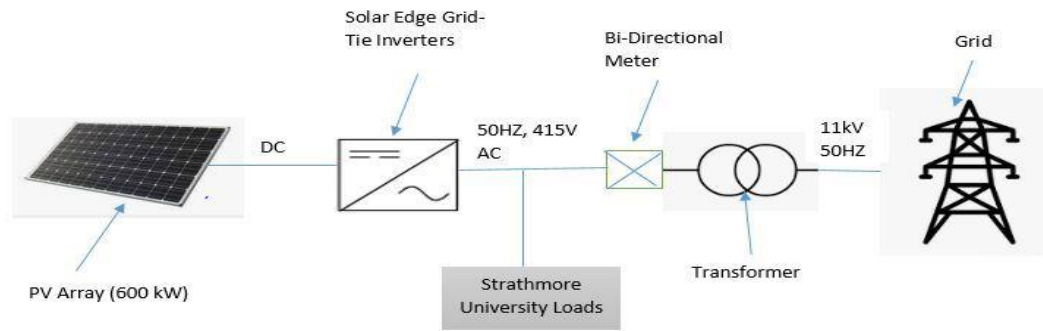 Solar Edge Grid-
Tie Inverters
Bi-Directional
Meter
Grid
DC
50HZ, 415V
AC
11kV
50HZ
PV Array (600 kW)
Strathmore
University Loads
Transformer